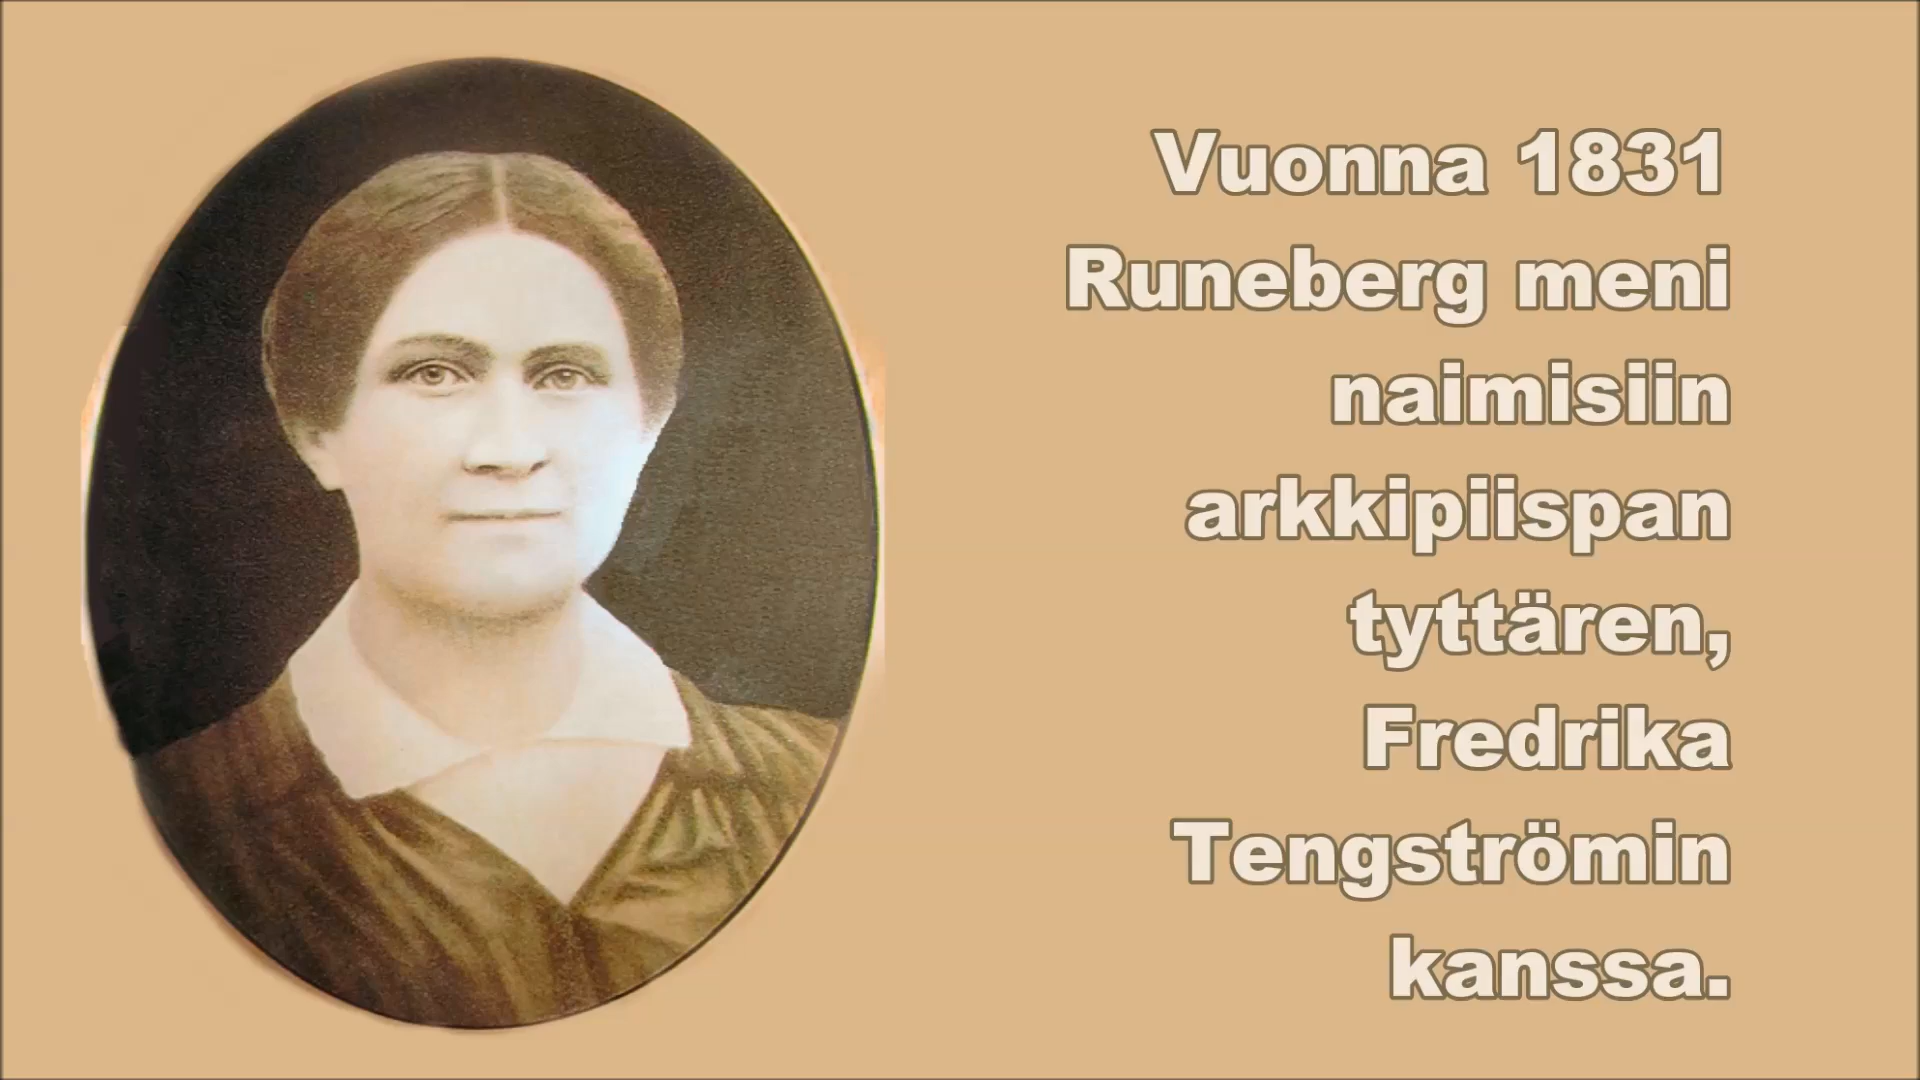 Vuonna 1831
Runeberg meni
naimisiin
arkkipiispan
tyttären,
Fredrika
Tengströmin
kanssa.